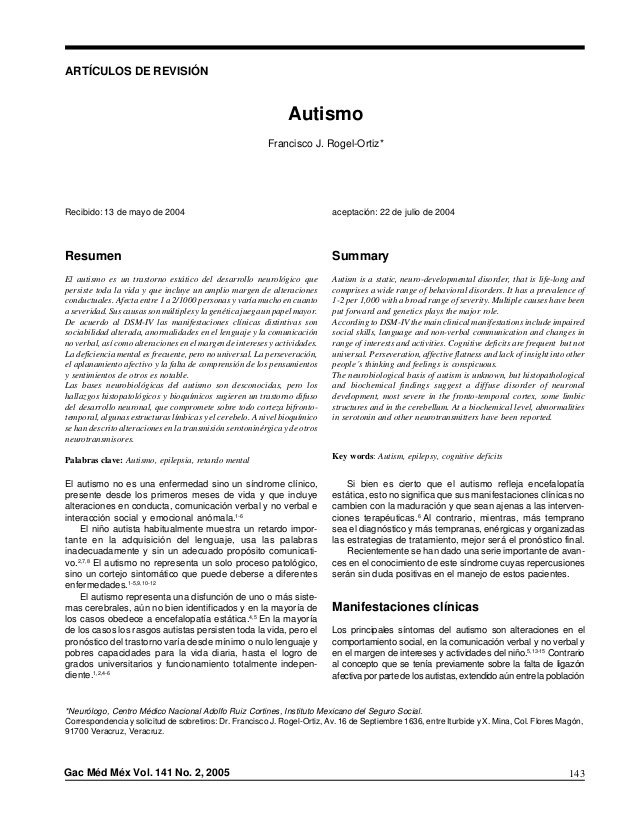 ARTÍCULOS DE REVISIÓN
Autismo
Francisco J. Rogel-Ortiz*
Recibido: 13 de mayo de 2004
aceptación: 22 de julio de 2004
Resumen
El autismo es un trastorno estático del desarrollo neurológico que
persiste toda la vida y que incluye un amplio margen de alteraciones
conductuales. Afecta entre 1 a 2/1000 personas y varía mucho en cuanto
a severidad. Sus causas son múltiples y la genética juega un papel mayor.
De acuerdo al DSM-IV las manifestaciones clínicas distintivas son
sociabilidad alterada, anormalidades en el lenguaje y la comunicación
no verbal, así como alteraciones en el margen de intereses y actividades.
La deficiencia mental es frecuente, pero no universal. La perseveración,
el aplanamiento afectivo y la falta de comprensión de los pensamientos
y sentimientos de otros es notable.
Las bases neurobiológicas del autismo son desconocidas, pero los
hallazgos histopatológicos y bioquímicos sugieren un trastorno difuso
del desarrollo neuronal, que compromete sobre todo corteza bifronto-
temporal, algunas estructuras límbicas y el cerebelo. A nivel bioquímico
se han descrito alteraciones en la transmisión serotoninérgica y de otros
neurotransmisores.
Palabras clave: Autismo, epilepsia, retardo mental
Summary
Autism is a static, neuro-developmental disorder, that is life-long and
comprises a wide range of behavioral disorders. It has a prevalence of
1-2 per 1,000 with a broad range of severity. Multiple causes have been
put forward and genetics plays the major role.
According to DSM-IV the main clinical manifestations include impaired
social skills, language and non-verbal communication and changes in
range of interests and activities. Cognitive deficits are frequent but not
universal. Perseveration, affective flatness and lack of insight into other
people´s thinking and feelings is conspicuous.
The neurobiological basis of autism is unknown, but histopathological
and biochemical findings suggest a diffuse disorder of neuronal
development, most severe in the fronto-temporal cortex, some limbic
structures and in the cerebellum. At a biochemical level, abnormalities
in serotonin and other neurotransmitters have been reported.
Key words: Autism, epilepsy, cognitive deficits
El autismo no es una enfermedad sino un síndrome clínico,
presente desde los primeros meses de vida y que incluye
alteraciones en conducta, comunicación verbal y no verbal e
interacción social y emocional anómala.1-6
El niño autista habitualmente muestra un retardo impor-
tante en la adquisición del lenguaje, usa las palabras
inadecuadamente y sin un adecuado propósito comunicati-
vo.2,7,8 El autismo no representa un solo proceso patológico,
sino un cortejo sintomático que puede deberse a diferentes
enfermedades.1-5,9,10-12
El autismo representa una disfunción de uno o más siste-
mas cerebrales, aún no bien identificados y en la mayoría de
los casos obedece a encefalopatía estática.4,5 En la mayoría
de los casos los rasgos autistas persisten toda la vida, pero el
pronóstico del trastorno varía desde mínimo o nulo lenguaje y
pobres capacidades para la vida diaria, hasta el logro de
grados universitarios y funcionamiento totalmente indepen-
diente.1,2,4-6
Si bien es cierto que el autismo refleja encefalopatía
estática, esto no significa que sus manifestaciones clínicas no
cambien con la maduración y que sean ajenas a las interven-
ciones terapéuticas.6 Al contrario, mientras, más temprano
sea el diagnóstico y más tempranas, enérgicas y organizadas
las estrategias de tratamiento, mejor será el pronóstico final.
Recientemente se han dado una serie importante de avan-
ces en el conocimiento de este síndrome cuyas repercusiones
serán sin duda positivas en el manejo de estos pacientes.
Manifestaciones clínicas
Los principales síntomas del autismo son alteraciones en el
comportamiento social, en la comunicación verbal y no verbal y
en el margen de intereses y actividades del niño.5,13-15 Contrario
al concepto que se tenía previamente sobre la falta de ligazón
afectiva por parte de los autistas, extendido aún entre la población
*Neurólogo, Centro Médico Nacional Adolfo Ruiz Cortines, Instituto Mexicano del Seguro Social.
Correspondencia y solicitud de sobretiros: Dr. Francisco J. Rogel-Ortiz, Av. 16 de Septiembre 1636, entre Iturbide y X. Mina, Col. Flores Magón,
91700 Veracruz, Veracruz.
Gac Méd Méx Vol. 141 No. 2, 2005
143